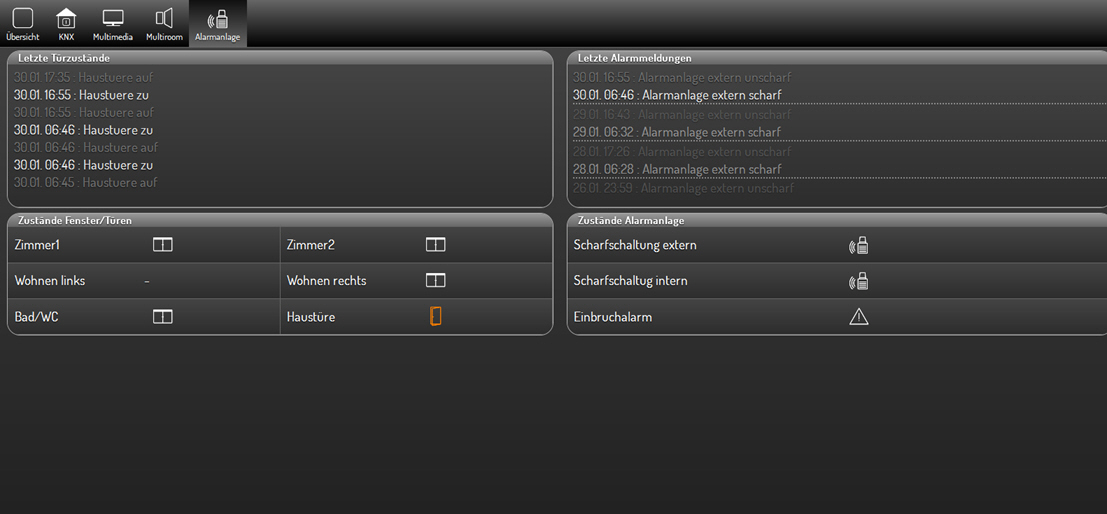 Übersicht KNX Multimedia Multiroom Alarmanlage
Letzte Türzustände
30.01. 17:35 : Haustuere auf
30.01. 16:55 : Haustuere zu
30.01. 16:55 : Haustuere auf
30.01. 06:46 : Haustuere zu
30.01. 06:46 : Haustuere auf
30.01. 06:46 : Haustuere zu
30.01. 06:45 : Haustuere auf
Letzte Alarmmeldungen
30.01. 16:55 : Alarmanlage extern unscharf
30.01. 06:46 : Alarmanlage extern scharf
29.01. 16:43 : Alarmanlage extern unscharf
29.01. 06:32 : Alarmanlage extern scharf
28.01. 17:26 : Alarmanlage extern unscharf
28.01. 06:28 : Alarmanlage extern scharf
26.01. 23:59 : Alarmanlage extern unscharf
Zustände Fenster/Türen
Zimmer1 Zimmer2
Wohnen links - Wohnen rechts
Bad/WC Haustüre
Zustände Alarmanlage
Scharfschaltung extern
Scharfschaltug intern
Einbruchalarm